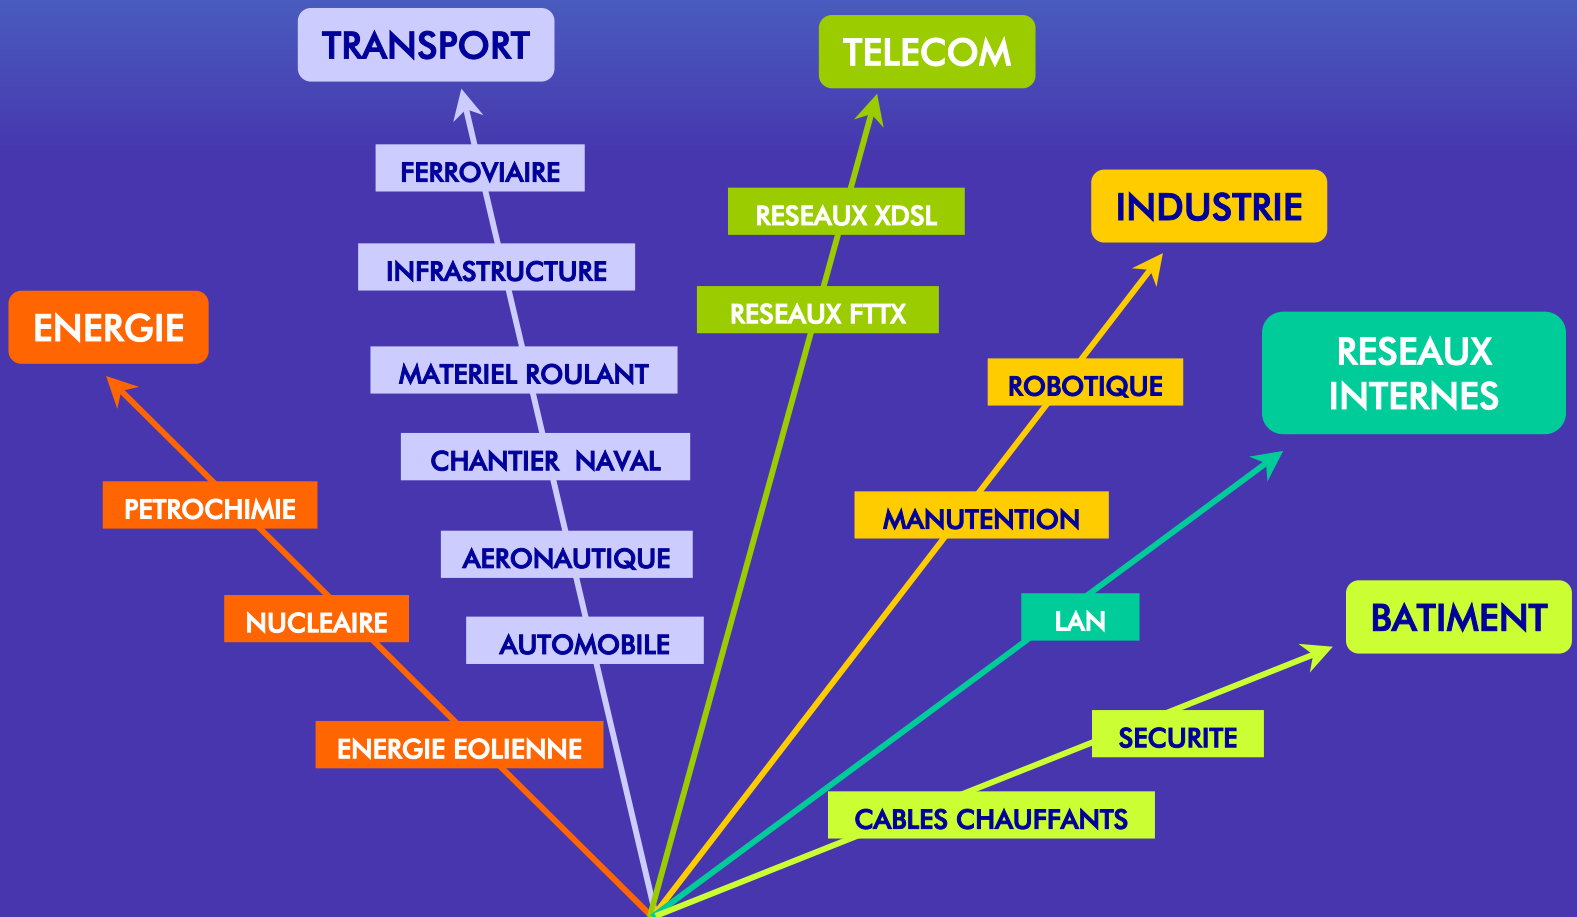 TRANSPORT
FERROVIAIRE
INFRASTRUCTURE
MATERIEL ROULANT
CHANTIER NAVAL
AERONAUTIQUE
AUTOMOBILE
TELECOM
RESEAUX XDSL
RESEAUX FTTX
INDUSTRIE
ROBOTIQUE
MANUTENTION
ENERGIE
PETROCHIMIE
NUCLEAIRE
ENERGIE EOLIENNE
RESEAUX
INTERNES
LAN
BATIMENT
SECURITE
CABLES CHAUFFANTS